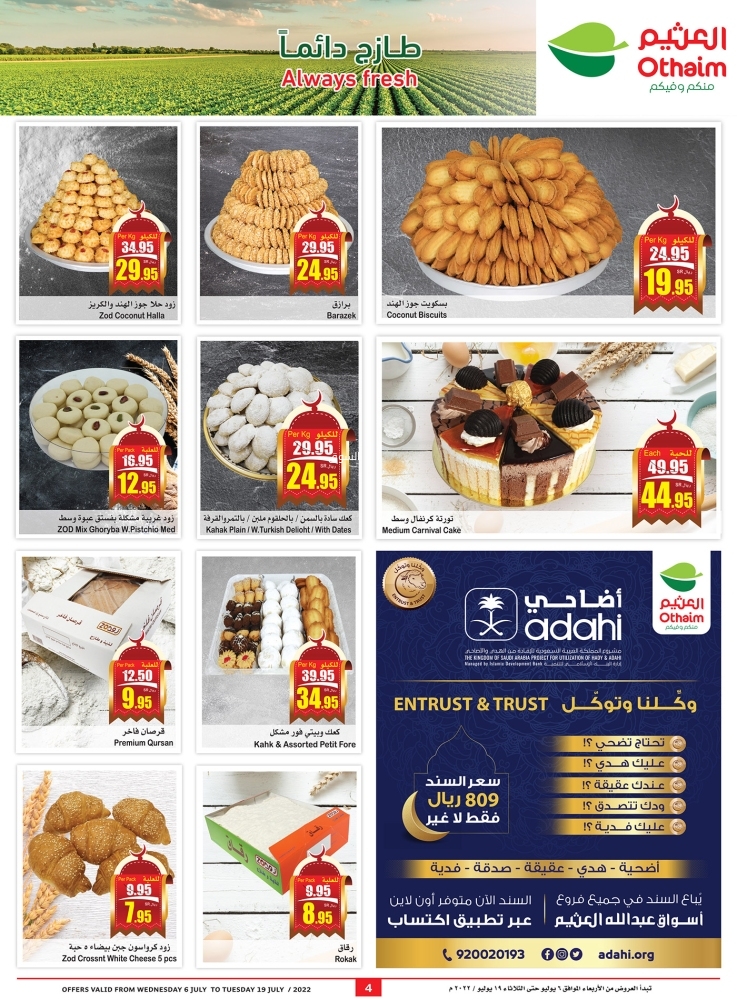 طازج دائماً
Always fresh
العثيم
Othaim
منكم وفيكم
Per Kg للكيلو
34.95
29.95
زود حلا جوز الهند والكريز
Zod Coconut Halla
Per Kg للكيلو
29.95
24.95
برازق
Barazek
Per Kg للكيلو
24.95
19.95
بسكويت جوز الهند
Coconut Biscuits
Per Pack للعلبة
16.95
12.95
زود غريبة مشكلة بفستق عبوة وسط
ZOD Mix Ghoryba W.Pistchio Med
Per Kg للكيلو
29.95
24.95
كعك سادة بالسمن / بالحلقوم ملبن / بالتمر والقرفة
Kahak Plain / W.Turkish Delioht / With Dates
Each للحبة
49.95
44.95
تورتة كرنفال وسط
Medium Carnival Cake
Per Pack للعلبة
12.50
9.95
قرصان فاخر
Premium Qursan
Per Pack للعلبة
39.95
34.95
كعك وبيتي فور مشكل
Kahk & Assorted Petit Fore
Per Pack للعلبة
9.95
7.95
زود كرواسون جبن بيضاء ٥ حبة
Zod Crossnt White Cheese 5 pcs
Per Pack للعلبة
9.95
8.95
رقاق
Rokak
ENTRUST & TRUST
العثيم
Othaim
منكم وفيكم
أضاحي
adahi
مشروع المملكة العربية السعودية للإفادة من الهدي والأضاحي
THE KINGDOM OF SAUDI ARABIA PROJECT FOR UTILIZATION OF HADY & ADAHI
Managed by Islamic Development Bank إدارة البنك الإسلامي للتنمية
ENTRUST & TRUST وكّلنا وتوكّل
تحتاج تضحي ؟!
عليك هدي ؟!
عندك عقيقة ؟!
ودك تتصدق ؟!
عليك فدية ؟!
سعر السند
809 ريال
فقط لا غير
أضحية - هدي - عقيقة - صدقة - فدية
يُباع السند في جميع فروع
أسواق عبدالله العثيم
السند الآن متوفر أون لاين
عبر تطبيق اكتساب
920020193
adahi.org
OFFERS VALID FROM WEDNESDAY 6 JULY TO TUESDAY 19 JULY / 2022
4
تبدأ العروض من الأربعاء الموافق ٦ يوليو حتى الثلاثاء ١٩ يوليو / ٢٠٢٢ م